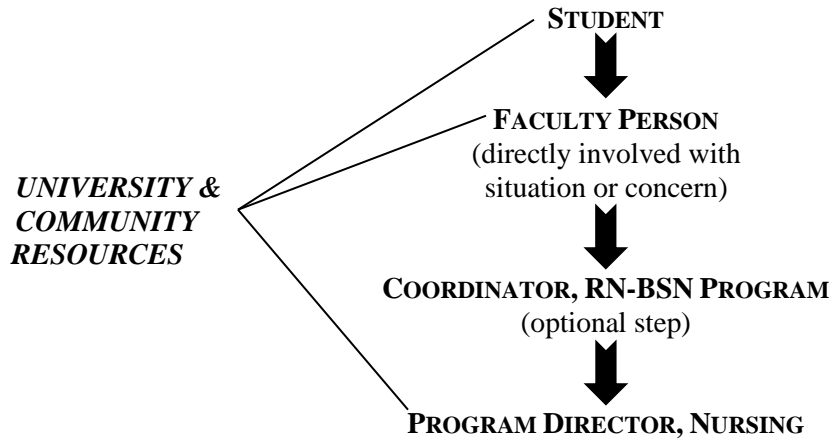 STUDENT
FACULTY PERSON
(directly involved with
situation or concern)
UNIVERSITY &
COMMUNITY
RESOURCES
COORDINATOR, RN-BSN PROGRAM
(optional step)
PROGRAM DIRECTOR, NURSING